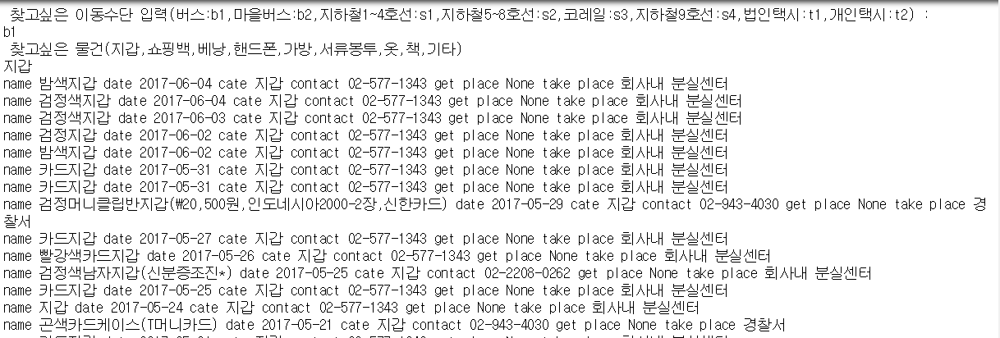 찾고싶은 이동수단 입력(버스:b1,마을버스:b2,지하철1~4호선:s1,지하철5~8호선:s2,코레일:s3,지하철9호선:s4,법인택시:t1,개인택시:t2) :
b1
찾고싶은 물건(지갑,쇼핑백,베낭,핸드폰,가방,서류봉투,옷,책,기타)
지갑
name 밤색지갑 date 2017-06-04 cate 지갑 contact 02-577-1343 get place None take place 회사내 분실센터
name 검정색지갑 date 2017-06-04 cate 지갑 contact 02-577-1343 get place None take place 회사내 분실센터
name 검정색지갑 date 2017-06-03 cate 지갑 contact 02-577-1343 get place None take place 회사내 분실센터
name 검정지갑 date 2017-06-02 cate 지갑 contact 02-577-1343 get place None take place 회사내 분실센터
name 밤색지갑 date 2017-06-02 cate 지갑 contact 02-577-1343 get place None take place 회사내 분실센터
name 카드지갑 date 2017-05-31 cate 지갑 contact 02-577-1343 get place None take place 회사내 분실센터
name 카드지갑 date 2017-05-31 cate 지갑 contact 02-577-1343 get place None take place 회사내 분실센터
name 검정머니클립반지갑(₩20,500원,인도네시아2000-2장,신한카드) date 2017-05-29 cate 지갑 contact 02-943-4030 get place None take place 경
찰서
name 카드지갑 date 2017-05-27 cate 지갑 contact 02-577-1343 get place None take place 회사내 분실센터
name 빨강색카드지갑 date 2017-05-26 cate 지갑 contact 02-577-1343 get place None take place 회사내 분실센터
name 검정색남자지갑(신분증조진*) date 2017-05-25 cate 지갑 contact 02-2208-0262 get place None take place 회사내 분실센터
name 카드지갑 date 2017-05-25 cate 지갑 contact 02-577-1343 get place None take place 회사내 분실센터
name 지갑 date 2017-05-24 cate 지갑 contact 02-577-1343 get place None take place 회사내 분실센터
name 곤색카드케이스(T머니카드) date 2017-05-21 cate 지갑 contact 02-943-4030 get place None take place 경찰서